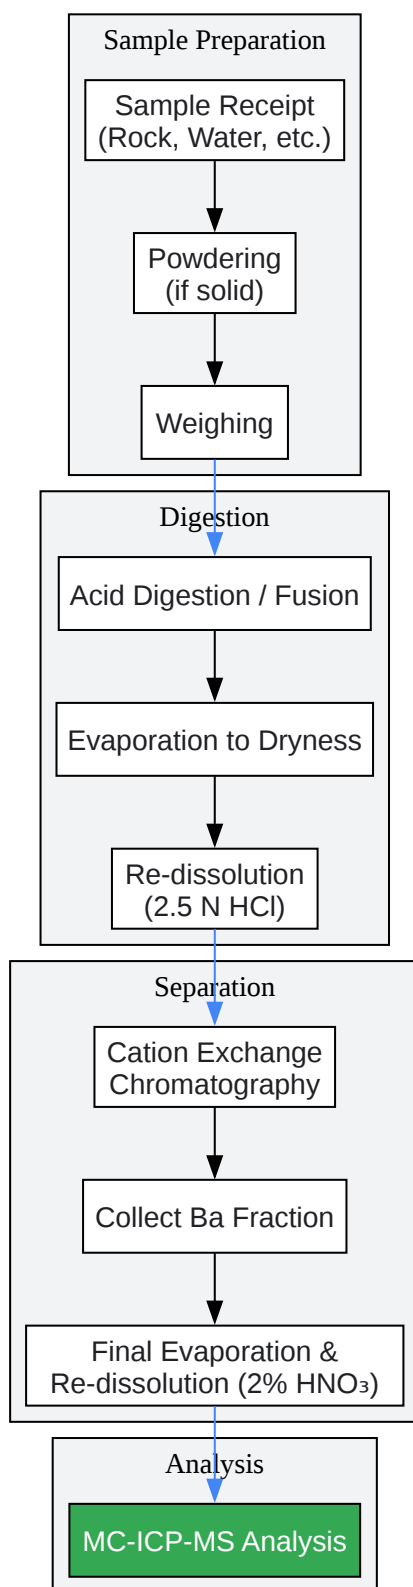 Sample Preparation
Sample Receipt
(Rock, Water, etc.)
Powdering
(if solid)
Weighing
Digestion
Acid Digestion / Fusion
Evaporation to Dryness
Re-dissolution
(2.5 N HCl)
Separation
Cation Exchange
Chromatography
Collect Ba Fraction
Final Evaporation &
Re-dissolution (2% HNO₃)
Analysis
MC-ICP-MS Analysis